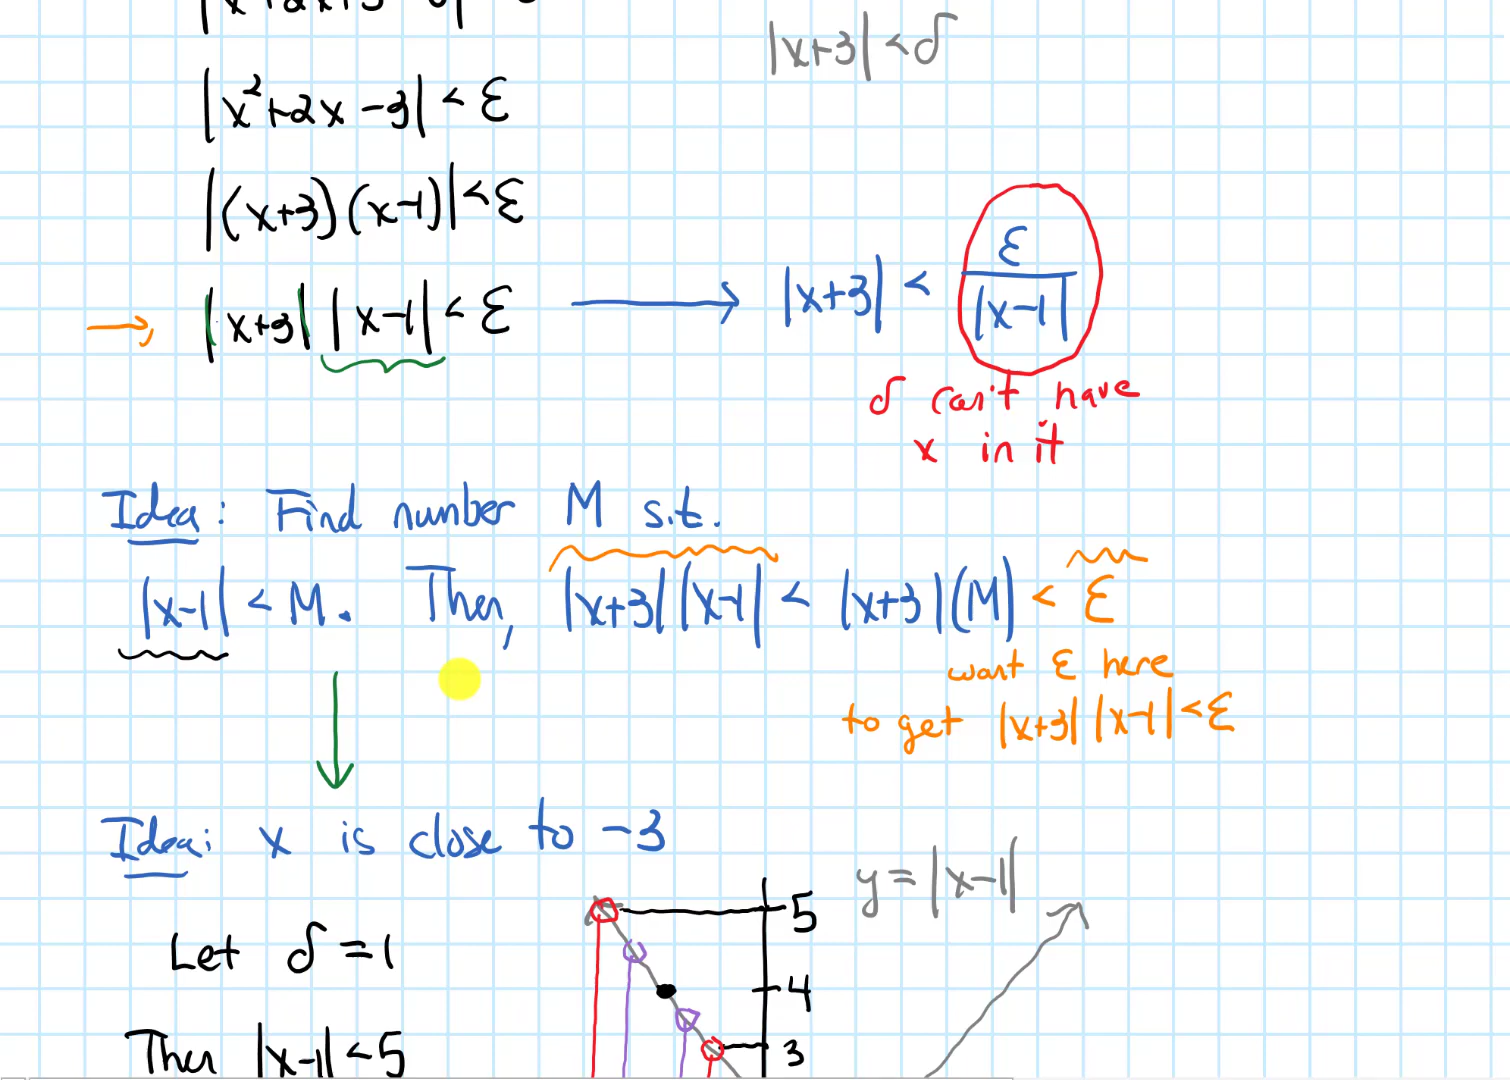 |x+3| < δ
|x²+2x-3| < ε
|(x+3)(x-1)| < ε
|x+3| |x-1| < ε → |x+3| < ε/|x-1|
δ can't have
x in it
Idea: Find number M s.t.
|x-1| < M. Then, |x+3| |x-1| < |x+3|(M) < ε
want ε here
to get |x+3| |x-1| < ε
Idea: x is close to -3
y = |x-1|
5
Let δ = 1
4
Then |x-1| < 5
3